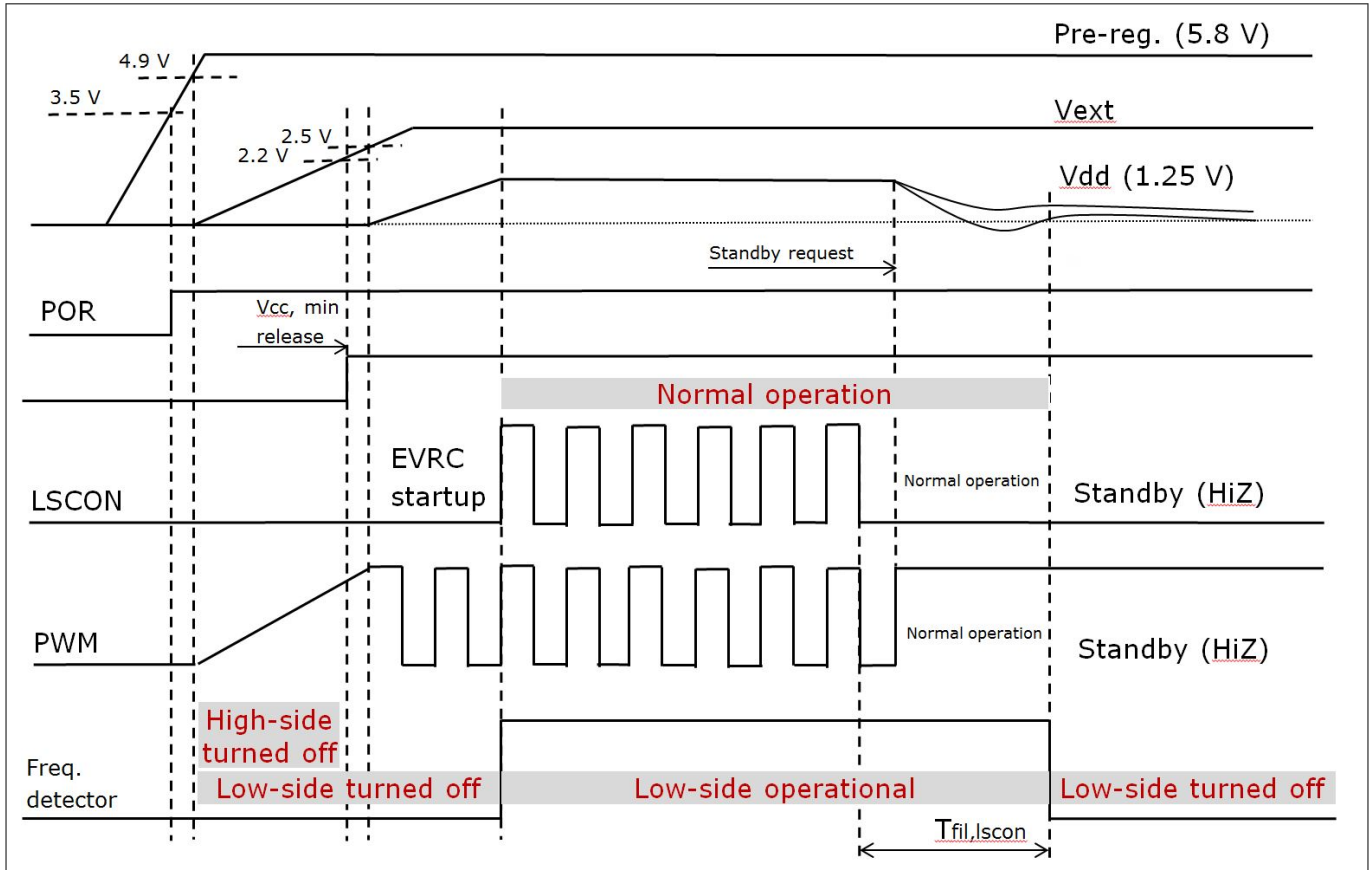 Pre-reg. (5.8 V)
4.9 V
3.5 V
Vext
2.5 V
2.2 V
Vdd (1.25 V)
Standby request
POR
Vcc, min
release
Normal operation
EVRC
startup
LSCON
Normal operation
Standby (HiZ)
PWM
Normal operation
Standby (HiZ)
High-side
turned off
Freq.
detector
Low-side turned off
Low-side operational
Low-side turned off
Tfil,lscon